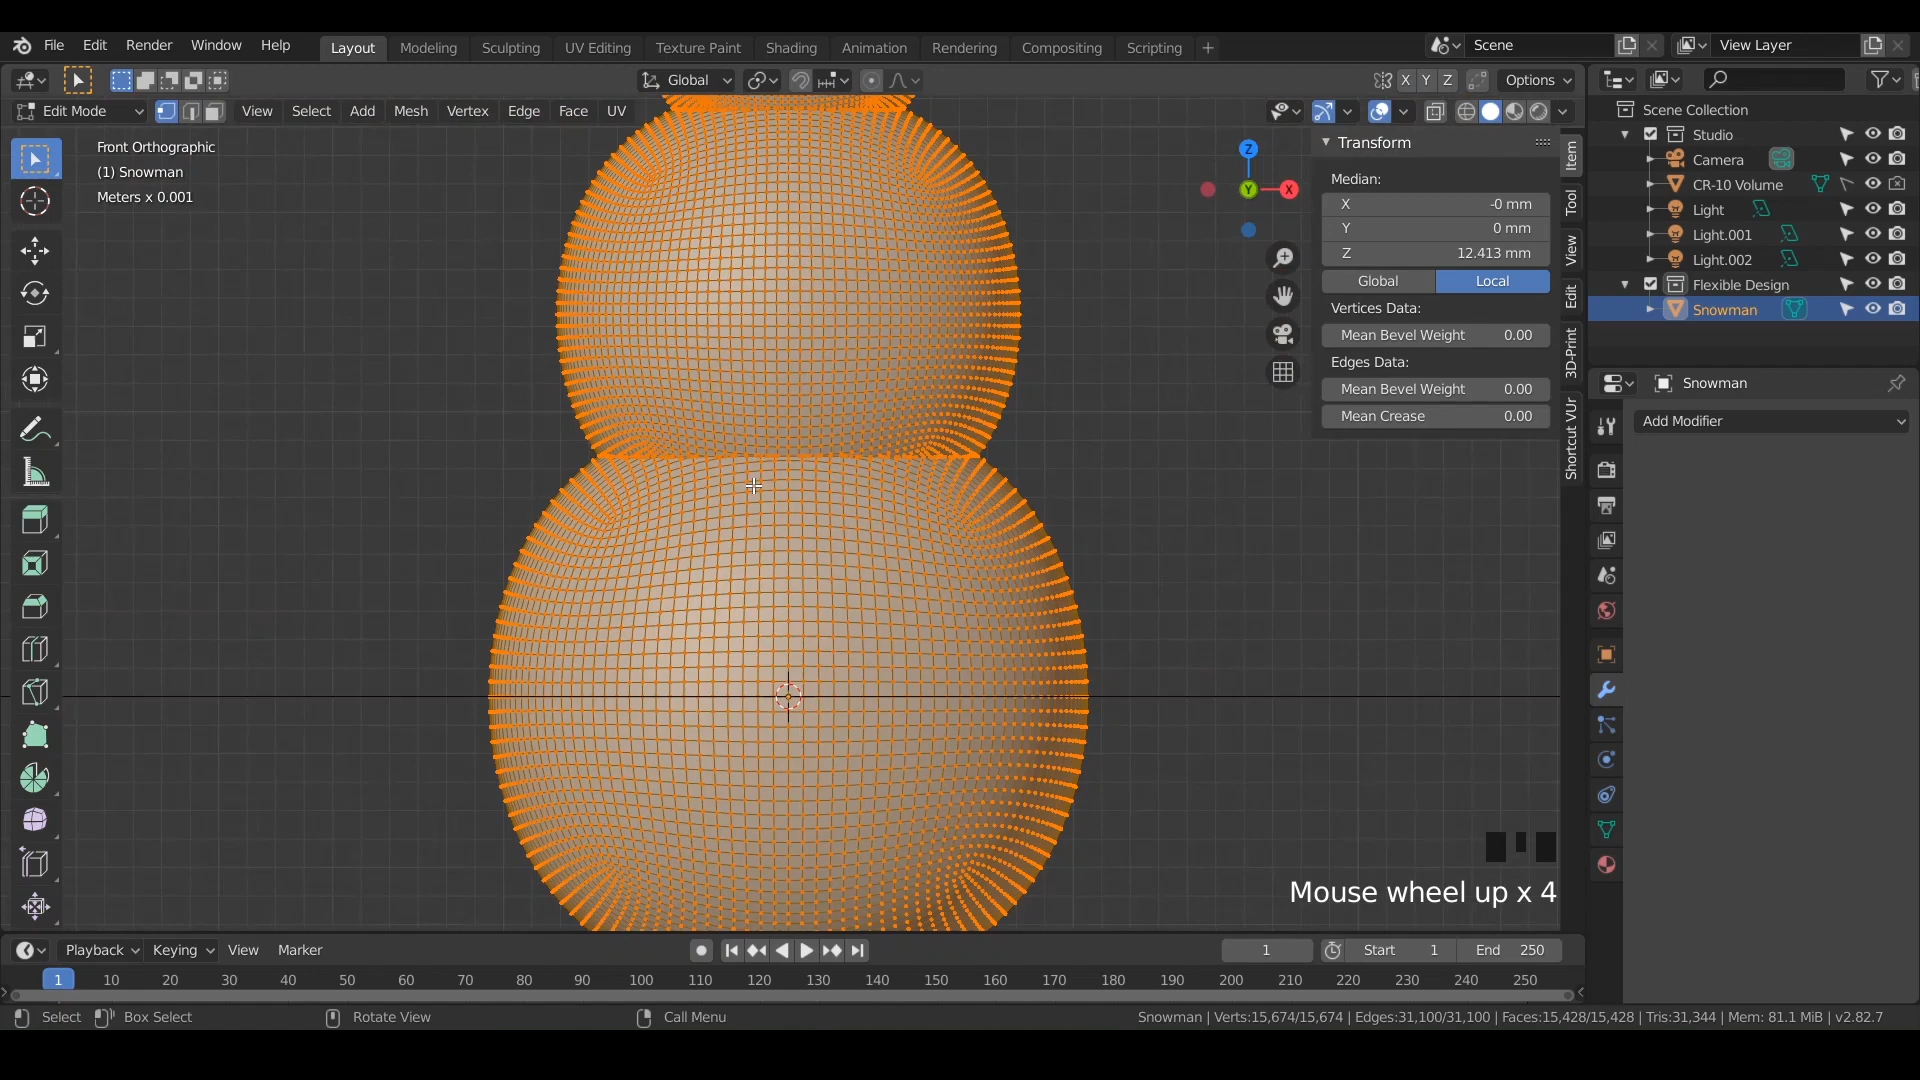 File Edit Render Window Help Layout Modeling Sculpting UV Editing Texture Paint Shading Animation Rendering Compositing Scripting + Scene View Layer
Global X Y Z Options
Edit Mode View Select Add Mesh Vertex Edge Face UV
Front Orthographic
(1) Snowman
Meters x 0.001
Z
Y
X
Transform
Median:
X -0 mm
Y 0 mm
Z 12.413 mm
Global Local
Vertices Data:
Mean Bevel Weight 0.00
Edges Data:
Mean Bevel Weight 0.00
Mean Crease 0.00
Item
Tool
View
Edit
3D-Print
Shortcut VUr
Scene Collection
Studio
Camera
CR-10 Volume
Light
Light.001
Light.002
Flexible Design
Snowman
Snowman
Add Modifier
Mouse wheel up x 4
Playback Keying View Marker 1 Start 1 End 250
1 10 20 30 40 50 60 70 80 90 100 110 120 130 140 150 160 170 180 190 200 210 220 230 240 250
Select Box Select Rotate View Call Menu Snowman | Verts:15,674/15,674 | Edges:31,100/31,100 | Faces:15,428/15,428 | Tris:31,344 | Mem: 81.1 MiB | v2.82.7